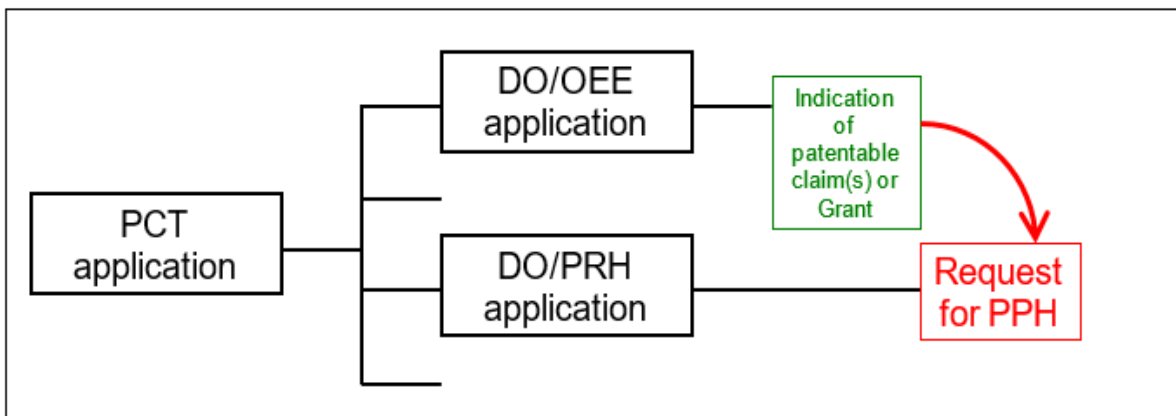 DO/OEE
application
Indication
of
patentable
claim(s) or
Grant
PCT
application
DO/PRH
application
Request
for PPH